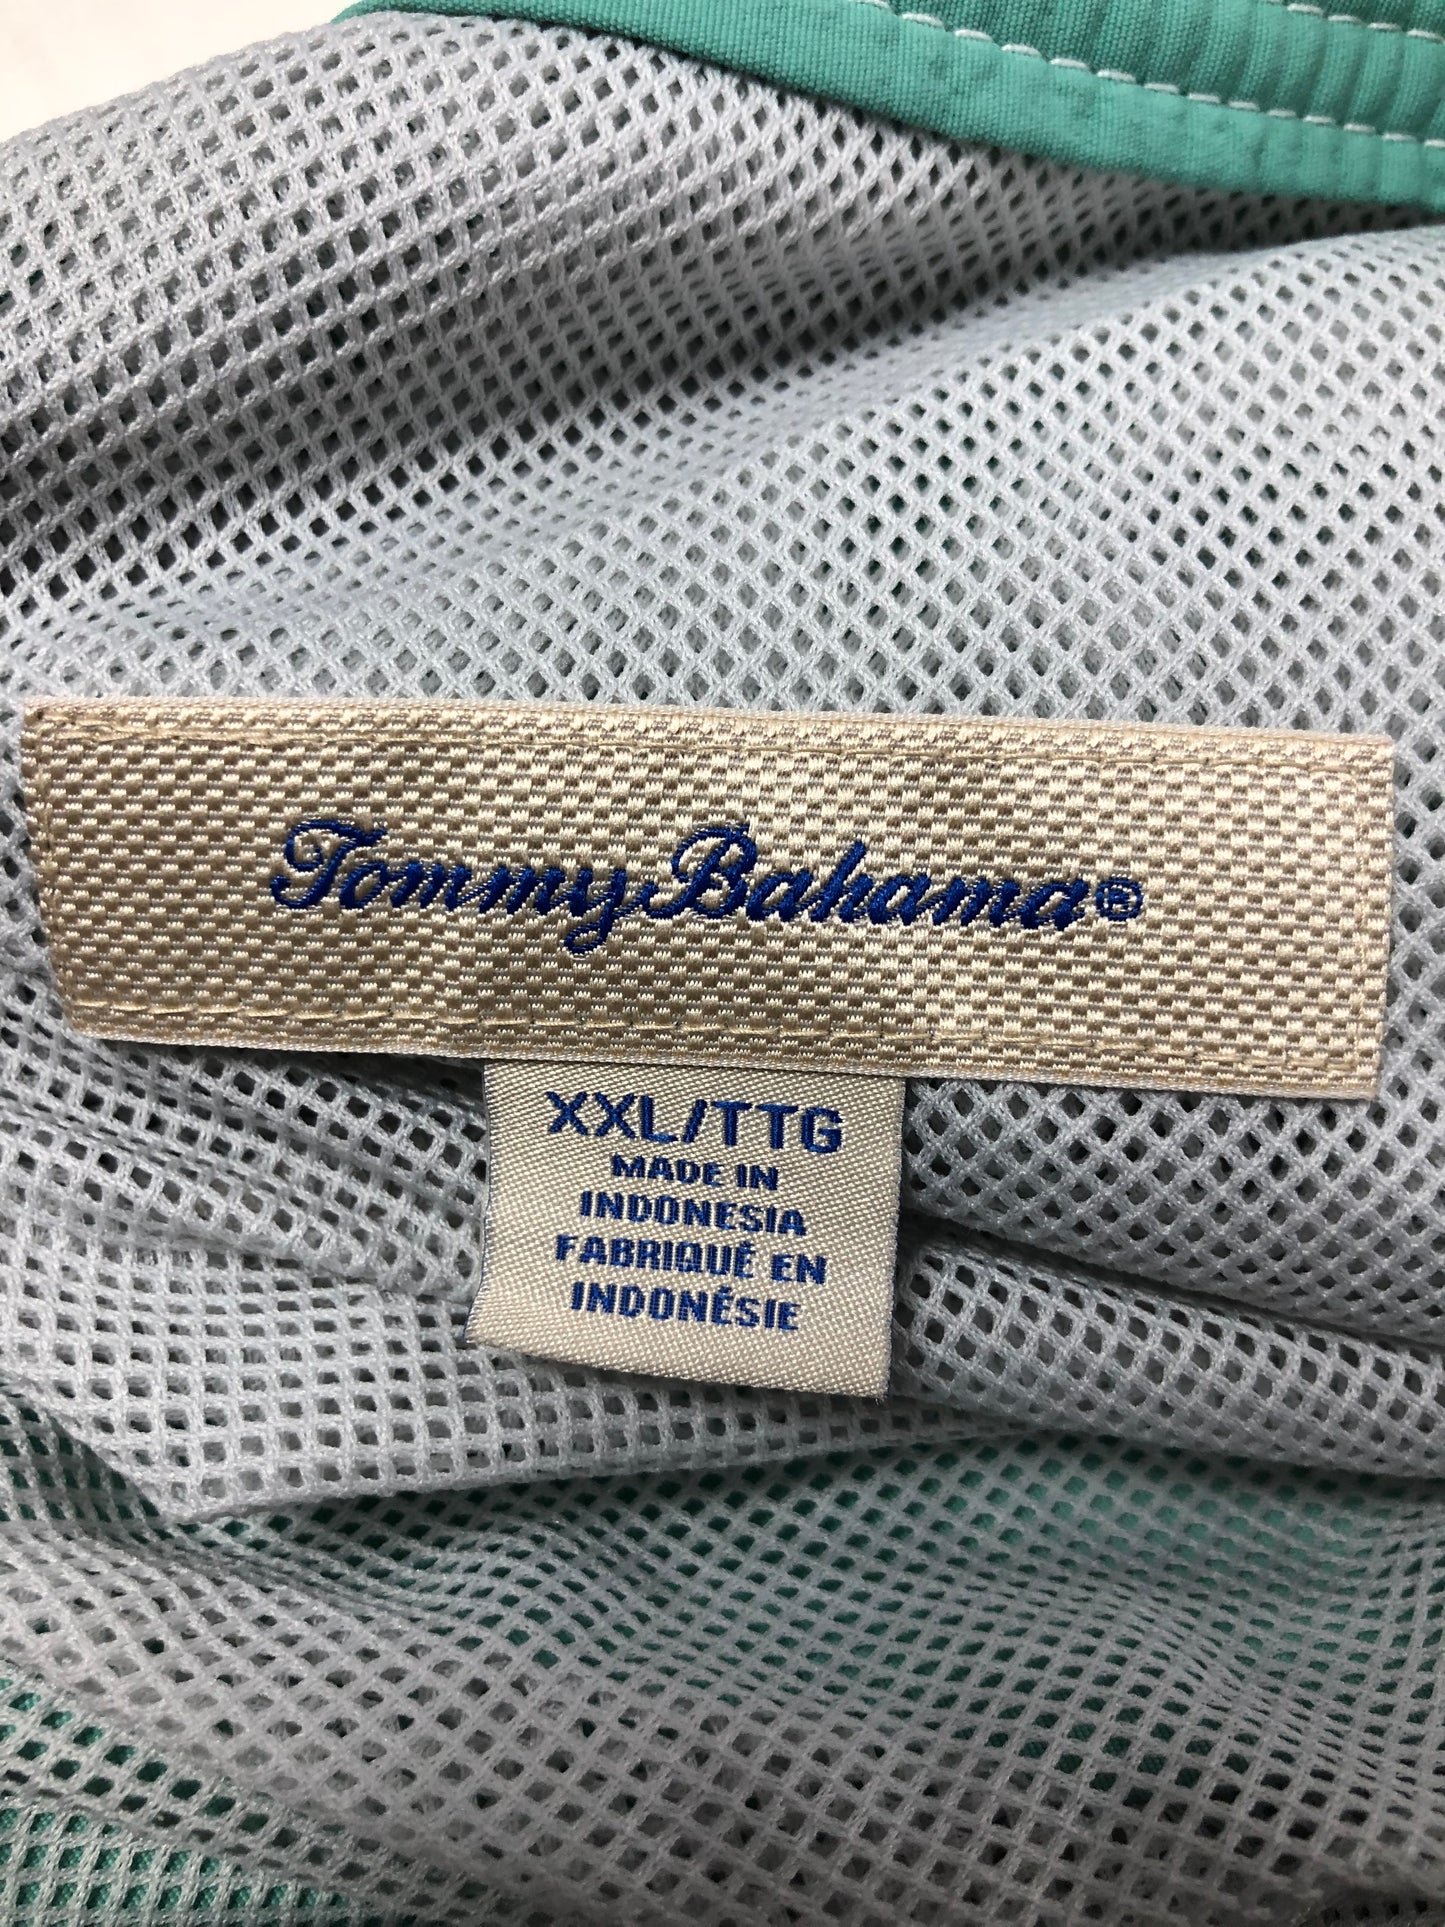 Tommy Bahama®
XXL/TTG
MADE IN
INDONESIA
FABRIQUÉ EN
INDONÉSIE